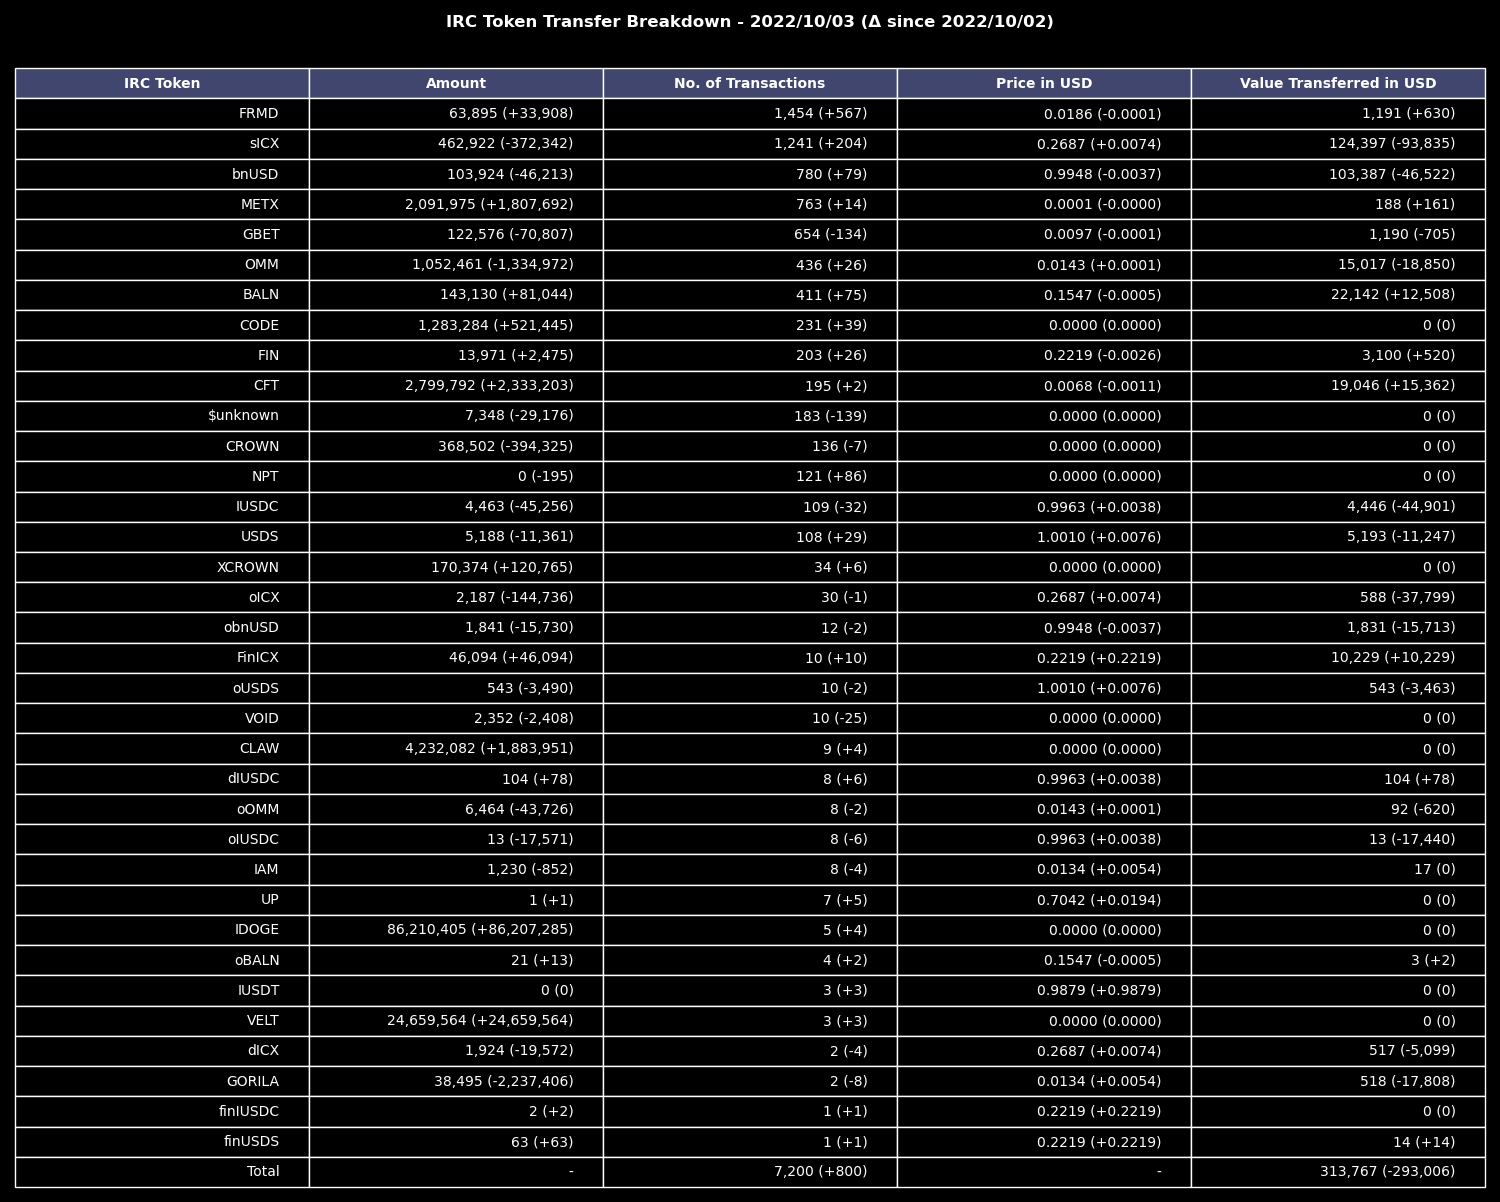 IRC Token Transfer Breakdown - 2022/10/03 (Δ since 2022/10/02)
IRC Token Amount No. of Transactions Price in USD Value Transferred in USD
FRMD 63,895 (+33,908) 1,454 (+567) 0.0186 (-0.0001) 1,191 (+630)
sICX 462,922 (-372,342) 1,241 (+204) 0.2687 (+0.0074) 124,397 (-93,835)
bnUSD 103,924 (-46,213) 780 (+79) 0.9948 (-0.0037) 103,387 (-46,522)
METX 2,091,975 (+1,807,692) 763 (+14) 0.0001 (-0.0000) 188 (+161)
GBET 122,576 (-70,807) 654 (-134) 0.0097 (-0.0001) 1,190 (-705)
OMM 1,052,461 (-1,334,972) 436 (+26) 0.0143 (+0.0001) 15,017 (-18,850)
BALN 143,130 (+81,044) 411 (+75) 0.1547 (-0.0005) 22,142 (+12,508)
CODE 1,283,284 (+521,445) 231 (+39) 0.0000 (0.0000) 0 (0)
FIN 13,971 (+2,475) 203 (+26) 0.2219 (-0.0026) 3,100 (+520)
CFT 2,799,792 (+2,333,203) 195 (+2) 0.0068 (-0.0011) 19,046 (+15,362)
$unknown 7,348 (-29,176) 183 (-139) 0.0000 (0.0000) 0 (0)
CROWN 368,502 (-394,325) 136 (-7) 0.0000 (0.0000) 0 (0)
NPT 0 (-195) 121 (+86) 0.0000 (0.0000) 0 (0)
IUSDC 4,463 (-45,256) 109 (-32) 0.9963 (+0.0038) 4,446 (-44,901)
USDS 5,188 (-11,361) 108 (+29) 1.0010 (+0.0076) 5,193 (-11,247)
XCROWN 170,374 (+120,765) 34 (+6) 0.0000 (0.0000) 0 (0)
oICX 2,187 (-144,736) 30 (-1) 0.2687 (+0.0074) 588 (-37,799)
obnUSD 1,841 (-15,730) 12 (-2) 0.9948 (-0.0037) 1,831 (-15,713)
FinICX 46,094 (+46,094) 10 (+10) 0.2219 (+0.2219) 10,229 (+10,229)
oUSDS 543 (-3,490) 10 (-2) 1.0010 (+0.0076) 543 (-3,463)
VOID 2,352 (-2,408) 10 (-25) 0.0000 (0.0000) 0 (0)
CLAW 4,232,082 (+1,883,951) 9 (+4) 0.0000 (0.0000) 0 (0)
dIUSDC 104 (+78) 8 (+6) 0.9963 (+0.0038) 104 (+78)
oOMM 6,464 (-43,726) 8 (-2) 0.0143 (+0.0001) 92 (-620)
oIUSDC 13 (-17,571) 8 (-6) 0.9963 (+0.0038) 13 (-17,440)
IAM 1,230 (-852) 8 (-4) 0.0134 (+0.0054) 17 (0)
UP 1 (+1) 7 (+5) 0.7042 (+0.0194) 0 (0)
IDOGE 86,210,405 (+86,207,285) 5 (+4) 0.0000 (0.0000) 0 (0)
oBALN 21 (+13) 4 (+2) 0.1547 (-0.0005) 3 (+2)
IUSDT 0 (0) 3 (+3) 0.9879 (+0.9879) 0 (0)
VELT 24,659,564 (+24,659,564) 3 (+3) 0.0000 (0.0000) 0 (0)
dICX 1,924 (-19,572) 2 (-4) 0.2687 (+0.0074) 517 (-5,099)
GORILA 38,495 (-2,237,406) 2 (-8) 0.0134 (+0.0054) 518 (-17,808)
finIUSDC 2 (+2) 1 (+1) 0.2219 (+0.2219) 0 (0)
finUSDS 63 (+63) 1 (+1) 0.2219 (+0.2219) 14 (+14)
Total - 7,200 (+800) - 313,767 (-293,006)